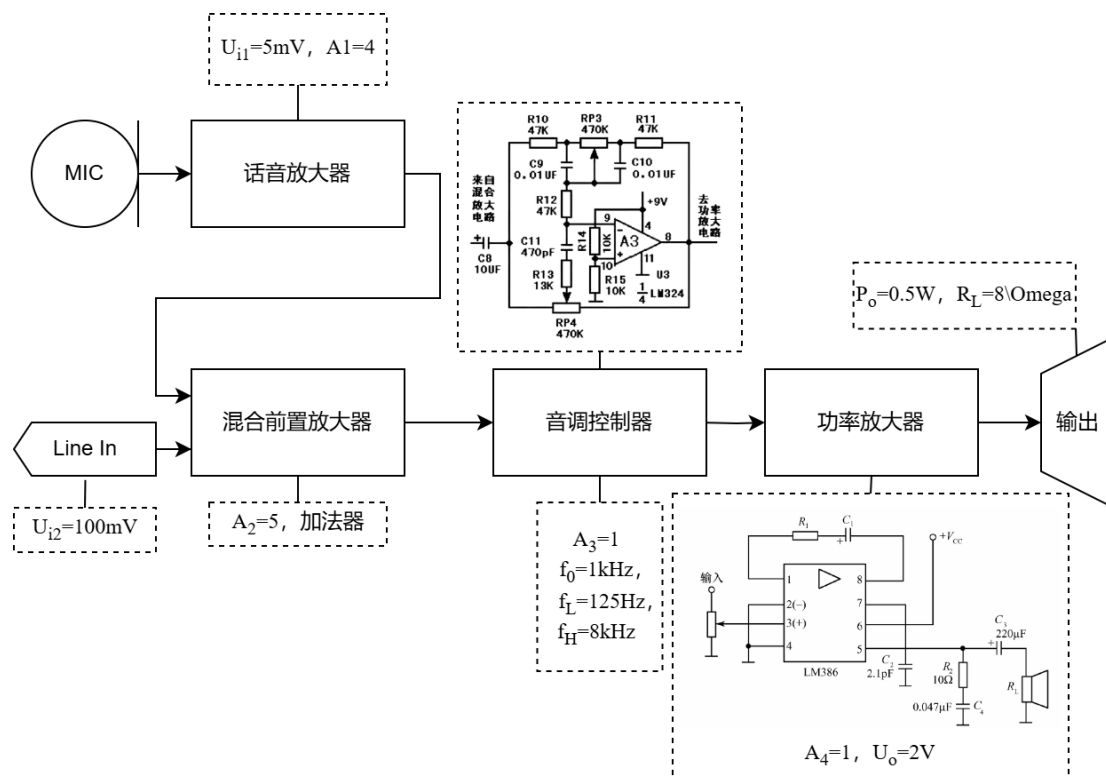 U_i1=5mV，A1=4
MIC
话音放大器
R10
47K
RP3
470K
R11
47K
C9
0.01UF
C10
0.01UF
来自
混合
放大
电路
R12
47K
+9V
去
功率
放大
电路
R14
10K
9
4
A3
8
10
11
+
C8
10UF
C11
470pF
R13
13K
R15
10K
U3
1/4 LM324
RP4
470K
P_o=0.5W，R_L=8\Omega
Line In
混合前置放大器
音调控制器
功率放大器
输出
U_i2=100mV
A_2=5，加法器
A_3=1
f_0=1kHz，
f_L=125Hz，
f_H=8kHz
R_1
C_1
+
+V_CC
输入
1
8
2(−)
7
3(+)
6
4
5
LM386
C_2
2.1pF
C_3
220μF
+
R_2
10Ω
0.047μF
C_4
R_L
A_4=1，U_o=2V